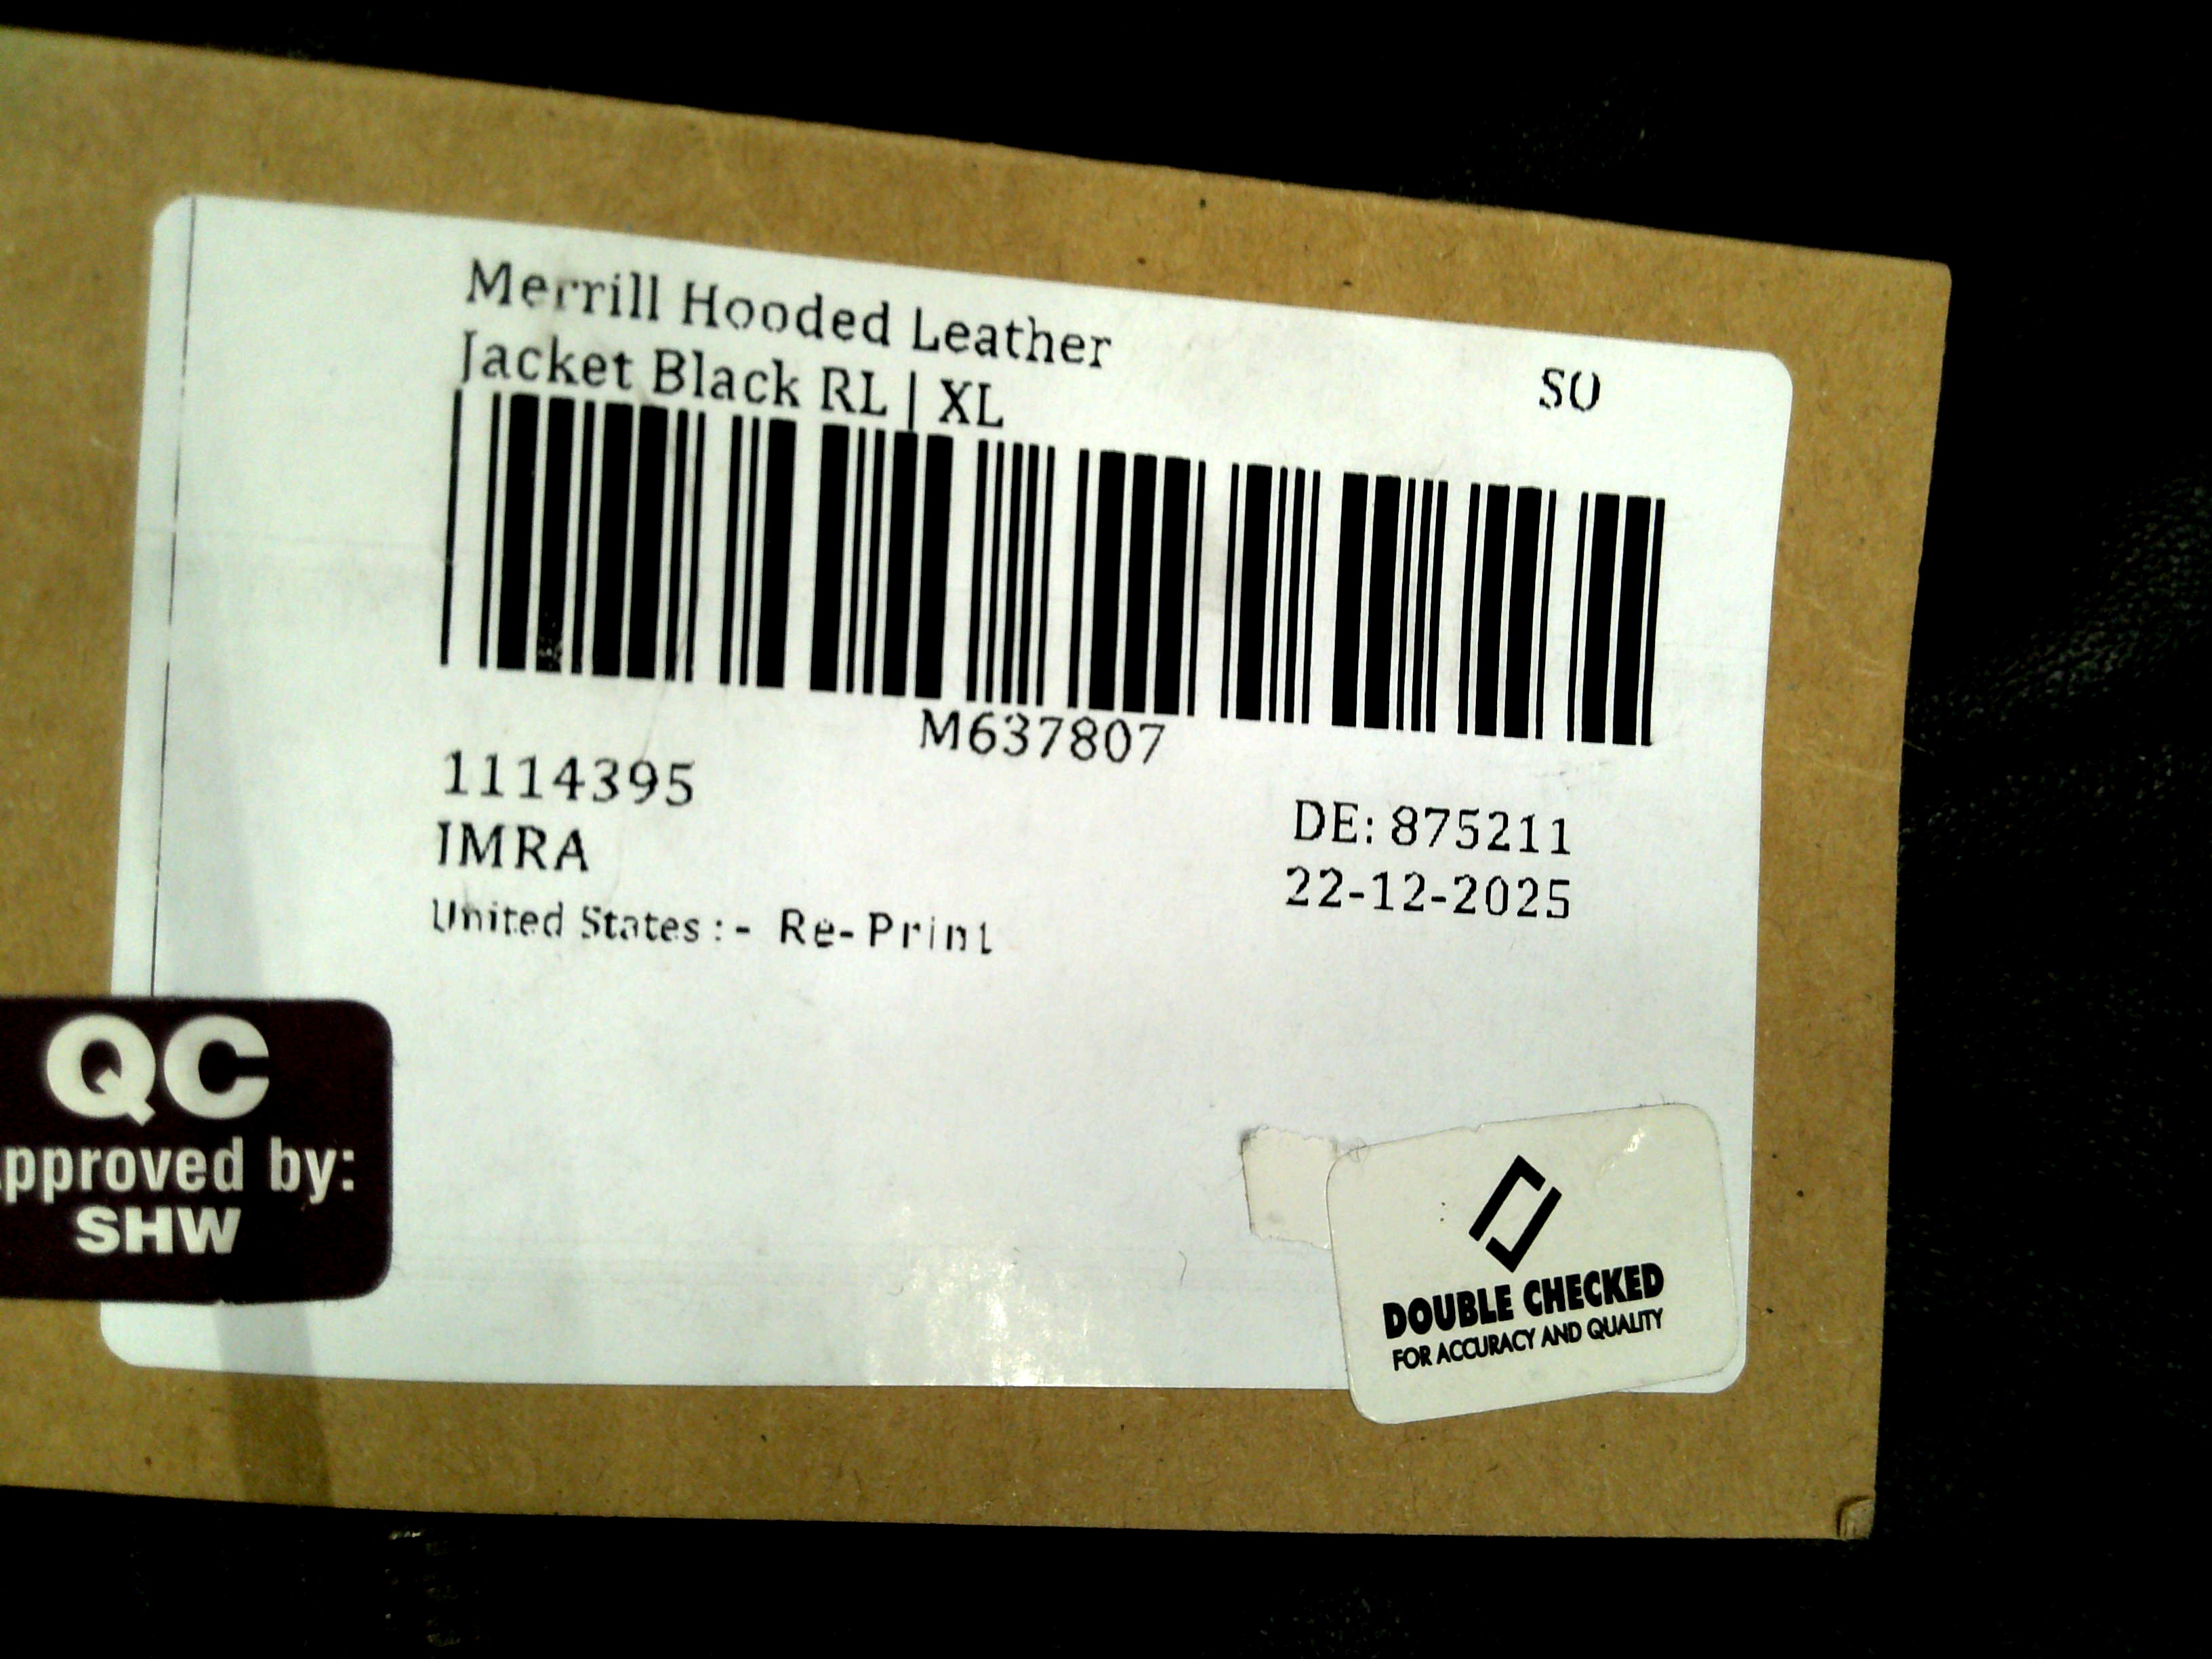 Merrill Hooded Leather
Jacket Black RL | XL
SO
M637807
1114395
IMRA
United States :- Re-Print
DE: 875211
22-12-2025
QC
pproved by:
SHW
DOUBLE CHECKED
FOR ACCURACY AND QUALITY